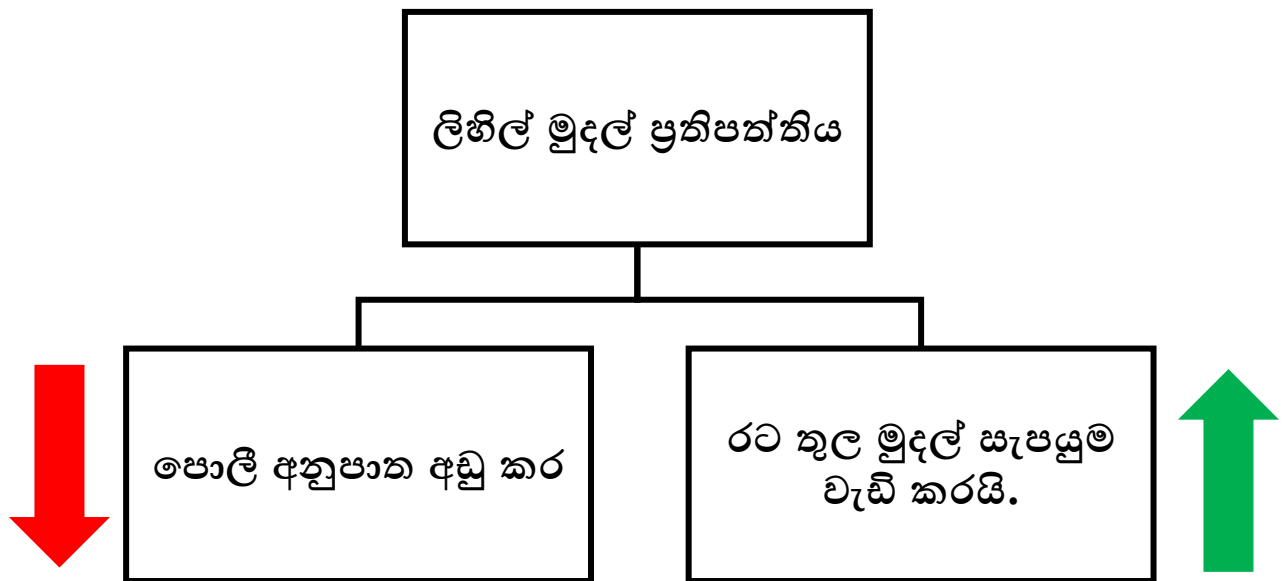 ලිහිල් මුදල් ප්‍රතිපත්තිය
පොලී අනුපාත අඩු කර
රට තුල මුදල් සැපයුම
වැඩි කරයි.